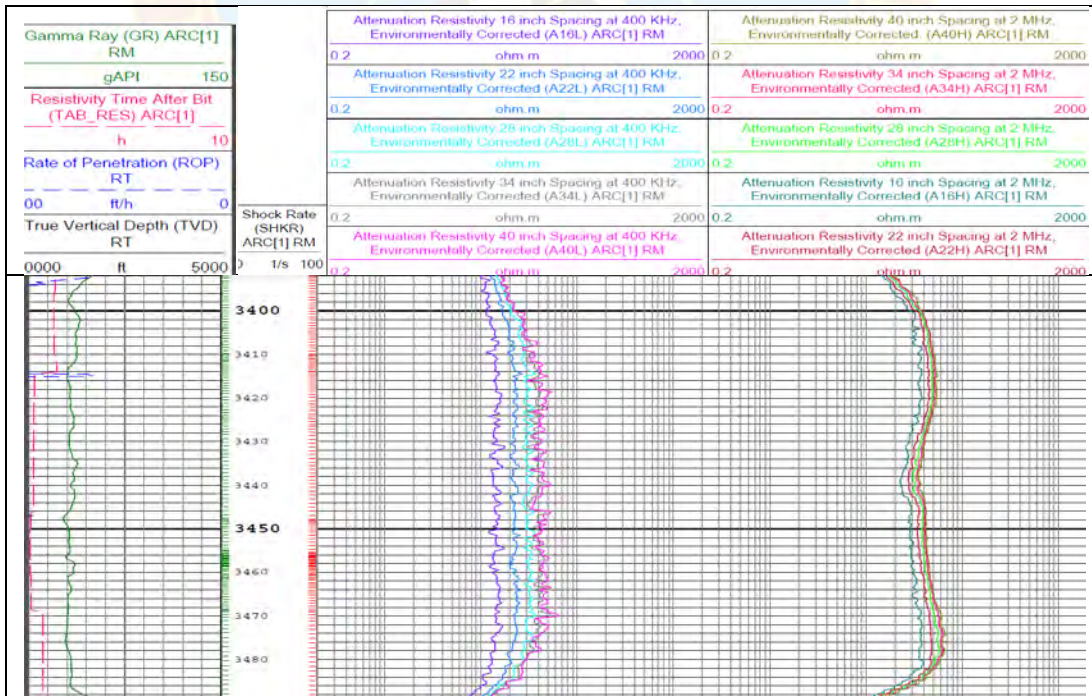 Gamma Ray (GR) ARC[1]
RM
gAPI 150
Resistivity Time After Bit
(TAB_RES) ARC[1]
h 10
Rate of Penetration (ROP)
RT
00 ft/h 0
True Vertical Depth (TVD)
RT
0000 ft 5000
Shock Rate
(SHKR)
ARC[1] RM
1/s 100
Attenuation Resistivity 16 inch Spacing at 400 KHz,
Environmentally Corrected (A16L) ARC[1] RM
0.2 ohm.m 2000
Attenuation Resistivity 22 inch Spacing at 400 KHz,
Environmentally Corrected (A22L) ARC[1] RM
0.2 ohm.m 2000
Attenuation Resistivity 28 inch Spacing at 400 KHz,
Environmentally Corrected (A28L) ARC[1] RM
0.2 ohm.m 2000
Attenuation Resistivity 34 inch Spacing at 400 KHz,
Environmentally Corrected (A34L) ARC[1] RM
0.2 ohm.m 2000
Attenuation Resistivity 40 inch Spacing at 400 KHz,
Environmentally Corrected (A40L) ARC[1] RM
0.2 ohm.m 2000
Attenuation Resistivity 40 inch Spacing at 2 MHz,
Environmentally Corrected (A40H) ARC[1] RM
0.2 ohm.m 2000
Attenuation Resistivity 34 inch Spacing at 2 MHz,
Environmentally Corrected (A34H) ARC[1] RM
0.2 ohm.m 2000
Attenuation Resistivity 28 inch Spacing at 2 MHz,
Environmentally Corrected (A28H) ARC[1] RM
0.2 ohm.m 2000
Attenuation Resistivity 16 inch Spacing at 2 MHz,
Environmentally Corrected (A16H) ARC[1] RM
0.2 ohm.m 2000
Attenuation Resistivity 22 inch Spacing at 2 MHz,
Environmentally Corrected (A22H) ARC[1] RM
0.2 ohm.m 2000
3400
3410
3420
3430
3440
3450
3460
3470
3480